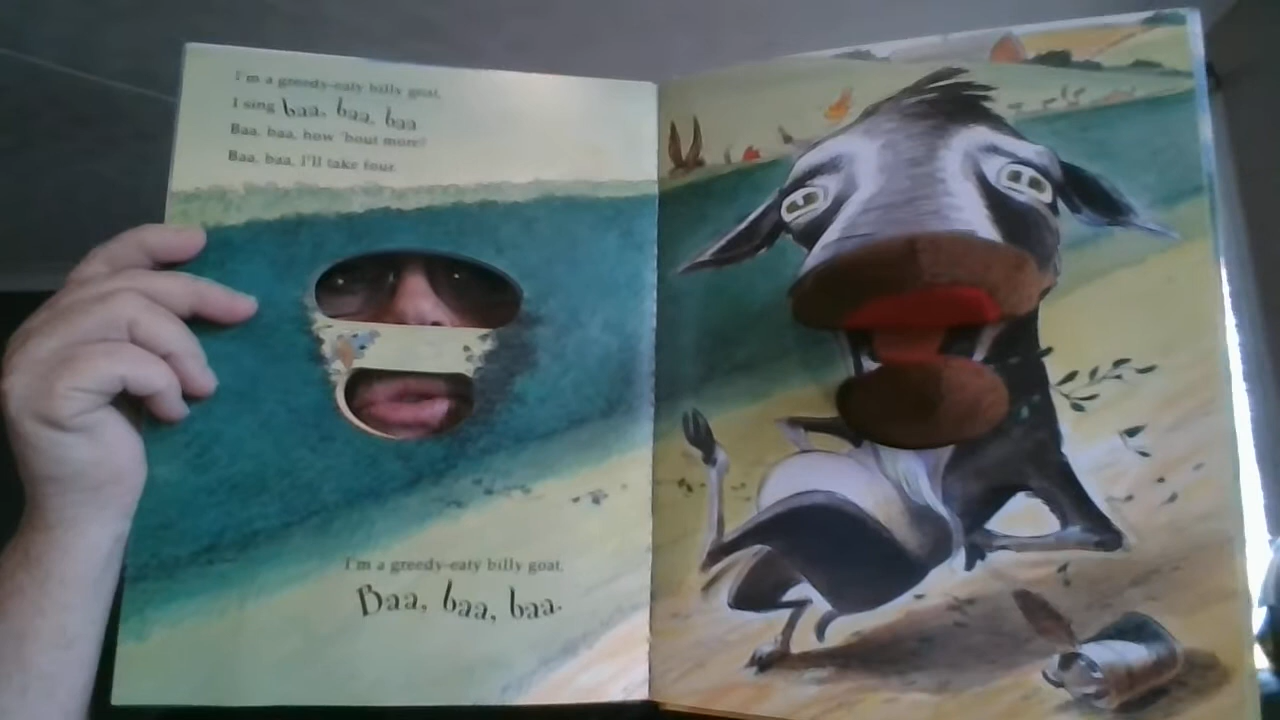 I'm a greedy-eaty billy goat,
I sing baa, baa, baa
Baa, baa, how 'bout more?
Baa, baa, I'll take four.
I'm a greedy-eaty billy goat.
Baa, baa, baa.